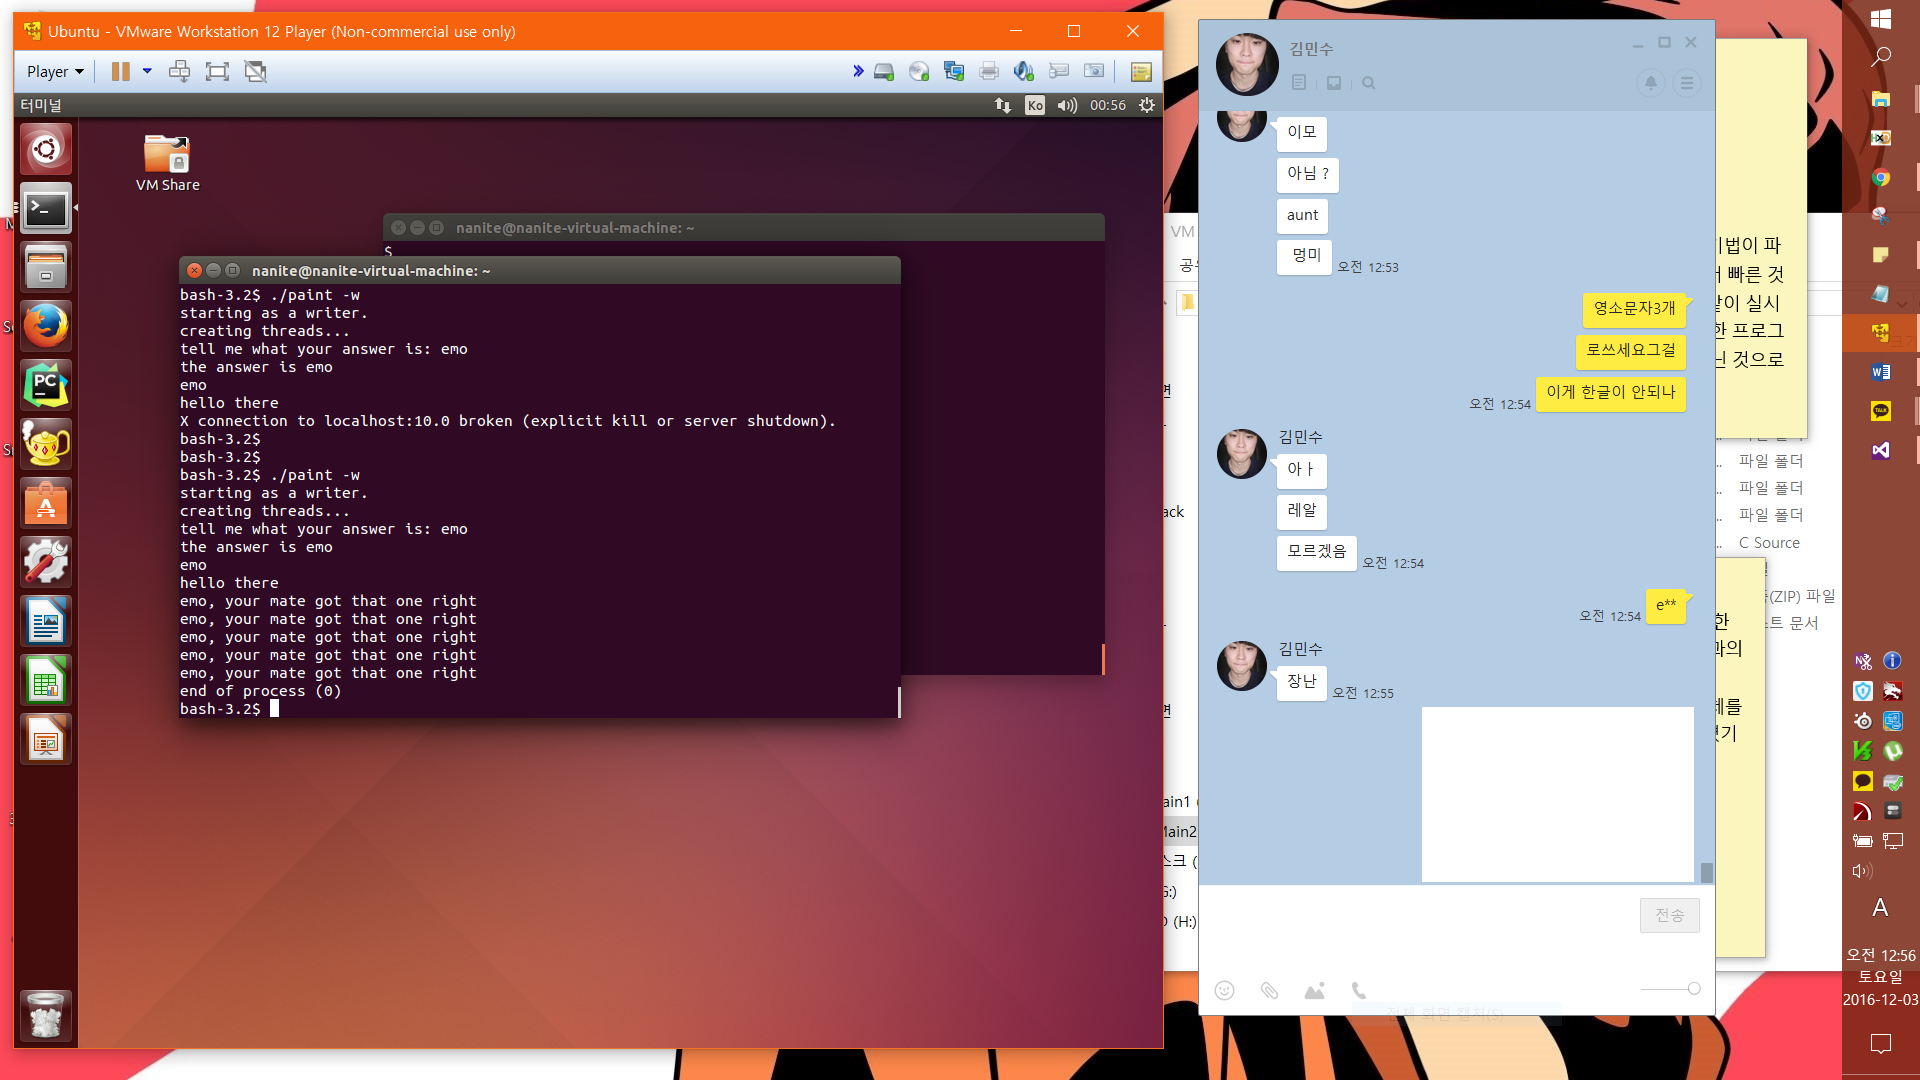 Ubuntu - VMware Workstation 12 Player (Non-commercial use only)
Player
터미널
Ko
00:56
VM Share
nanite@nanite-virtual-machine: ~
$
nanite@nanite-virtual-machine: ~
bash-3.2$ ./paint -w
starting as a writer.
creating threads...
tell me what your answer is: emo
the answer is emo
emo
hello there
X connection to localhost:10.0 broken (explicit kill or server shutdown).
bash-3.2$
bash-3.2$
bash-3.2$ ./paint -w
starting as a writer.
creating threads...
tell me what your answer is: emo
the answer is emo
emo
hello there
emo, your mate got that one right
emo, your mate got that one right
emo, your mate got that one right
emo, your mate got that one right
emo, your mate got that one right
end of process (0)
bash-3.2$
VM
김민수
이모
아님 ?
aunt
멍미
오전 12:53
영소문자3개
로쓰세요그걸
이게 한글이 안되나
오전 12:54
김민수
아ㅏ
레알
모르겠음
오전 12:54
e**
오전 12:54
김민수
장난
오전 12:55
전송
전체 화면 캡처(S)
기법이 파
빠른 것
같이 실시
한 프로그
닌 것으로
파일 폴더
파일 폴더
파일 폴더
C Source
(ZIP) 파일
스트 문서
한
과의
제를
A
오전 12:56
토요일
2016-12-03